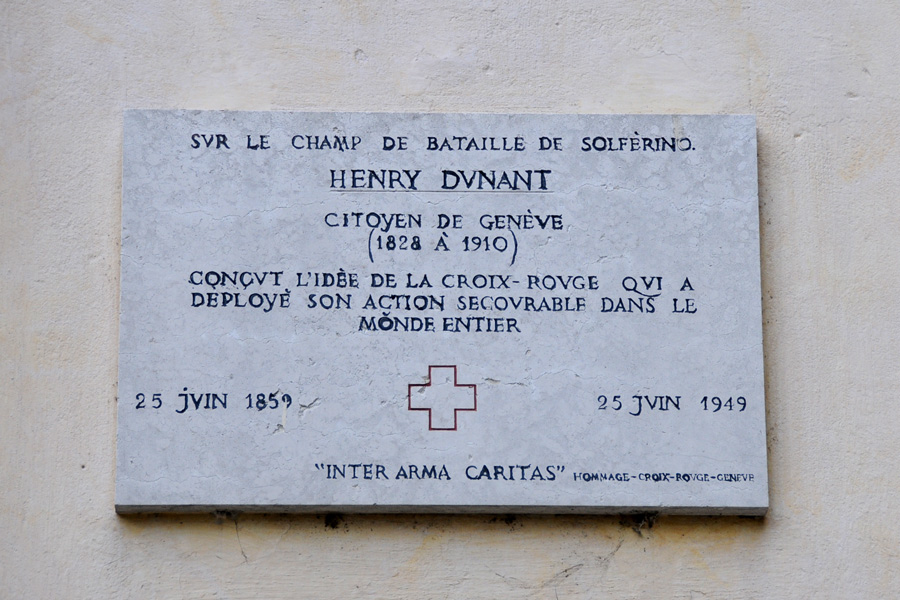 SVR LE CHAMP DE BATAILLE DE SOLFÈRINO.
HENRY DVNANT
CITOYEN DE GENÈVE
(1828 À 1910)
CONÇVT L'IDÈE DE LA CROIX-ROVGE QVI A
DEPLOYÈ SON ACTION SECOVRABLE DANS LE
MONDE ENTIER
25 JVIN 1859 25 JVIN 1949
"INTER ARMA CARITAS" HOMMAGE-CROIX-ROVGE-GENEVE